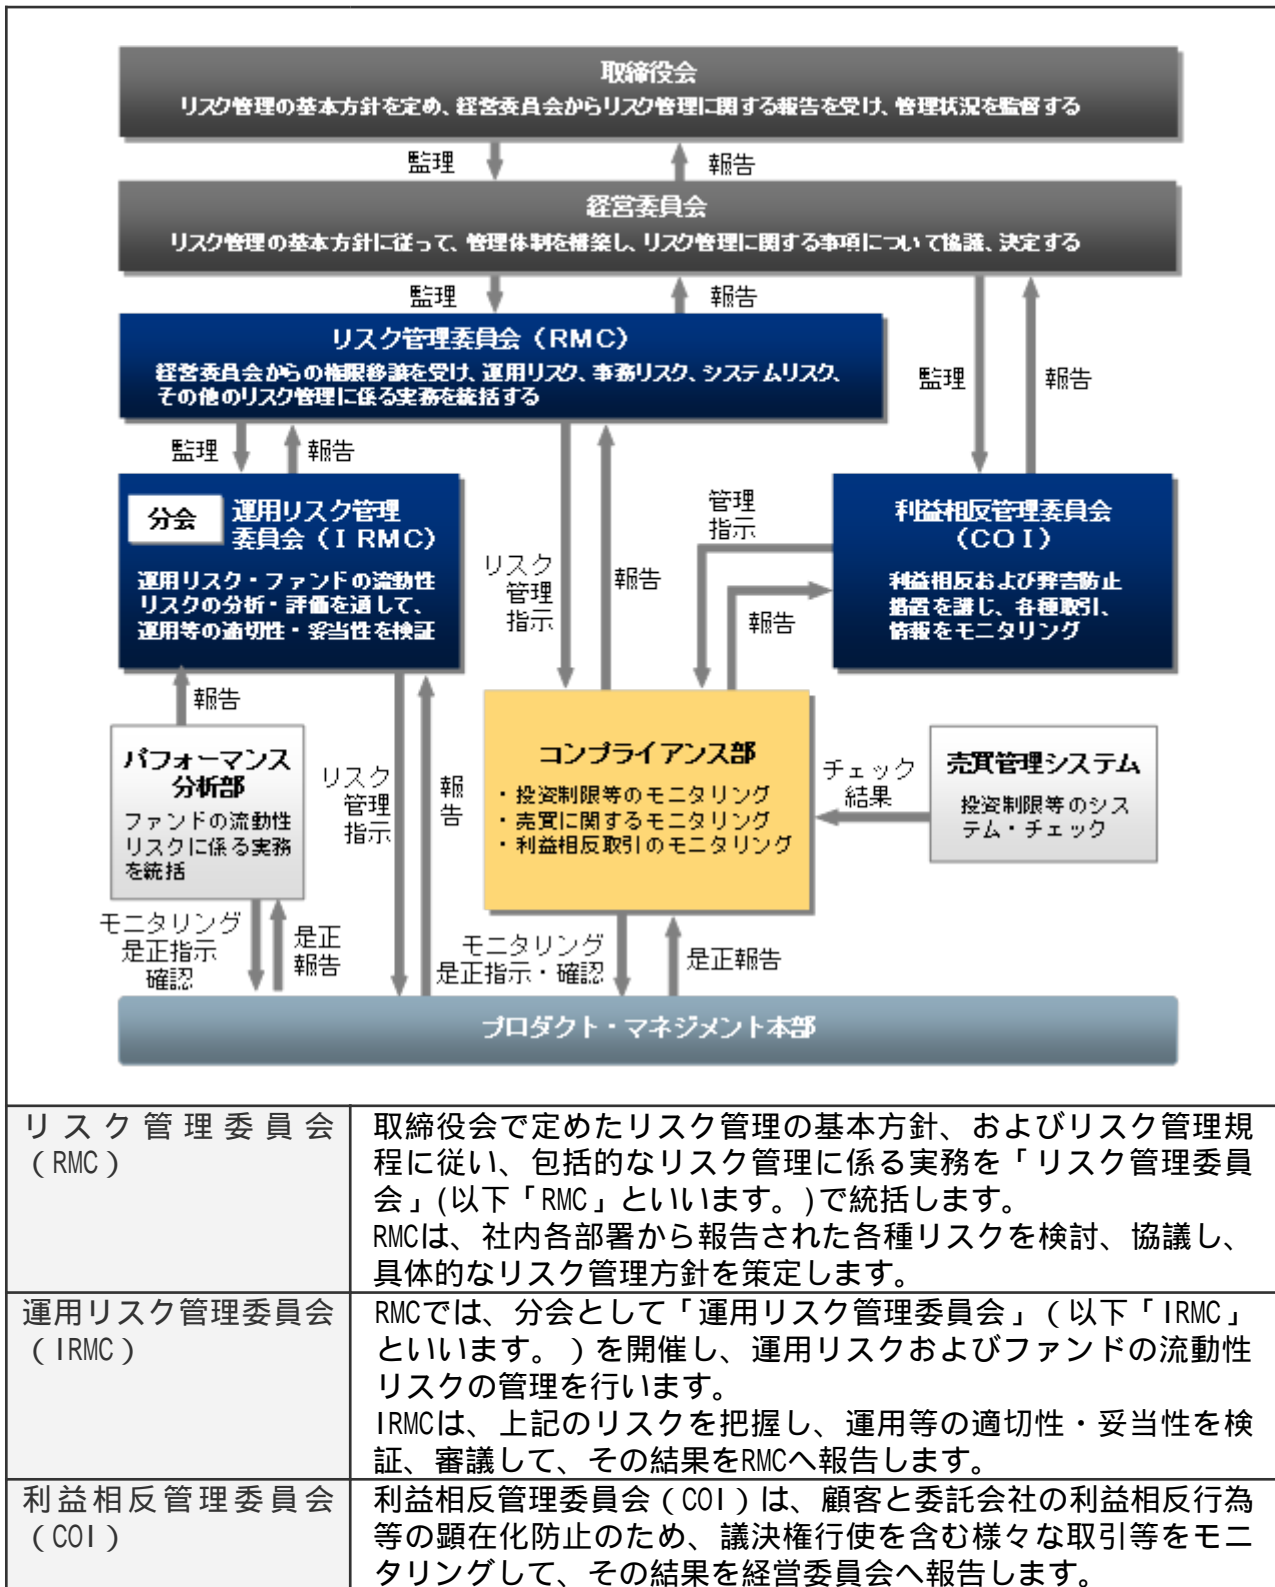 取締役会
リスク管理の基本方針を定め、経営委員会からリスク管理に関する報告を受け、管理状況を監督する
監理
報告
経営委員会
リスク管理の基本方針に従って、管理体制を構築し、リスク管理に関する事項について協議、決定する
監理
報告
リスク管理委員会（RMC）
経営委員会からの権限移譲を受け、運用リスク、事務リスク、システムリスク、
その他のリスク管理に係る実務を統括する
監理
報告
監理
報告
分会
運用リスク管理
委員会（IRMC）
運用リスク・ファンドの流動性
リスクの分析・評価を通して、
運用等の適切性・妥当性を検証
リスク
管理
指示
報告
管理
指示
報告
利益相反管理委員会
（COI）
利益相反および弊害防止
措置を講じ、各種取引、
情報をモニタリング
報告
パフォーマンス
分析部
ファンドの流動性
リスクに係る実務
を統括
リスク
管理
指示
報
告
コンプライアンス部
・投資制限等のモニタリング
・売買に関するモニタリング
・利益相反取引のモニタリング
チェック
結果
売買管理システム
投資制限等のシス
テム・チェック
モニタリング
是正指示
確認
是正
報告
モニタリング
是正指示・確認
是正報告
プロダクト・マネジメント本部
リスク管理委員会
（RMC）
取締役会で定めたリスク管理の基本方針、およびリスク管理規
程に従い、包括的なリスク管理に係る実務を「リスク管理委員
会」(以下「RMC」といいます。)で統括します。
RMCは、社内各部署から報告された各種リスクを検討、協議し、
具体的なリスク管理方針を策定します。
運用リスク管理委員会
（IRMC）
RMCでは、分会として「運用リスク管理委員会」（以下「IRMC」
といいます。）を開催し、運用リスクおよびファンドの流動性
リスクの管理を行います。
IRMCは、上記のリスクを把握し、運用等の適切性・妥当性を検
証、審議して、その結果をRMCへ報告します。
利益相反管理委員会
（COI）
利益相反管理委員会（COI）は、顧客と委託会社の利益相反行為
等の顕在化防止のため、議決権行使を含む様々な取引等をモニ
タリングして、その結果を経営委員会へ報告します。